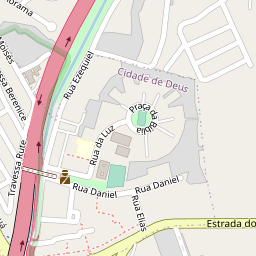 Moisés
Rua Ezequiel
Cidade de Deus
Travessa Berenice
Praça da Bíblia
Rua da Luz
Travessa Rute
Rua Daniel
Rua Daniel
Rua Elias
Estrada do